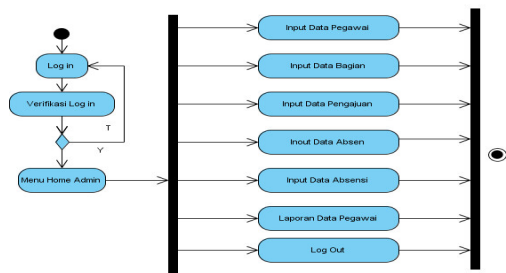 Log in
Verifikasi Log in
T
Y
Menu Home Admin
Input Data Pegawai
Input Data Bagian
Input Data Pengajuan
Inout Data Absen
Input Data Absensi
Laporan Data Pegawai
Log Out